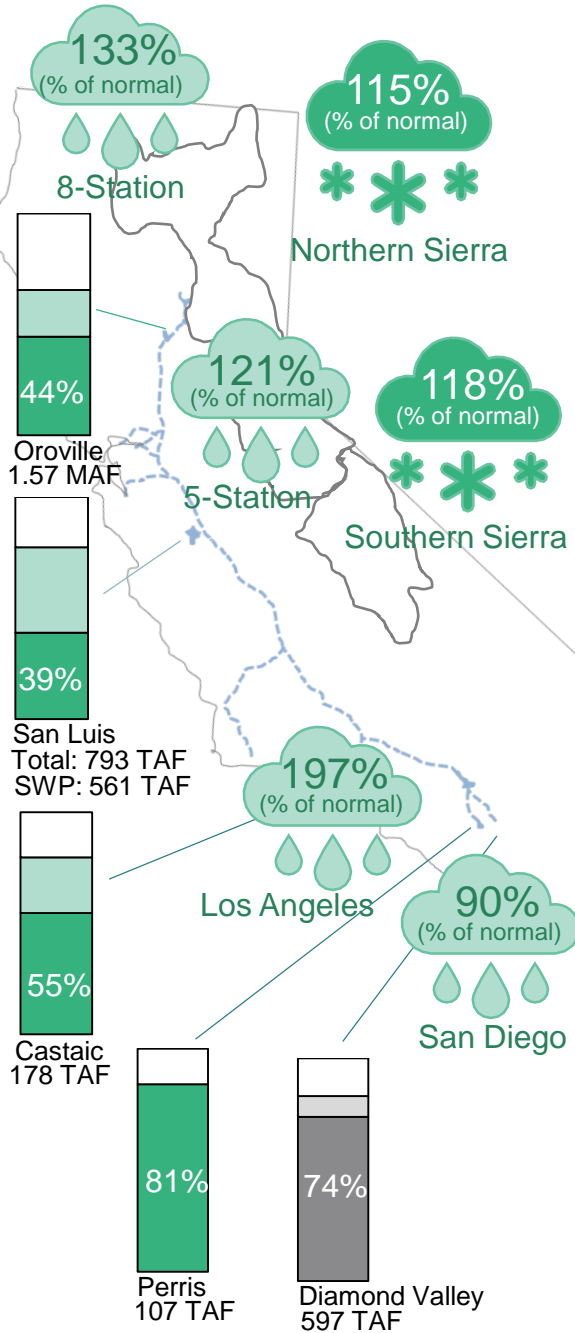 133%
(% of normal)
8-Station
115%
(% of normal)
Northern Sierra
44%
Oroville
1.57 MAF
121%
(% of normal)
5-Station
118%
(% of normal)
Southern Sierra
39%
San Luis
Total: 793 TAF
SWP: 561 TAF
197%
(% of normal)
Los Angeles
90%
(% of normal)
San Diego
55%
Castaic
178 TAF
81%
Perris
107 TAF
74%
Diamond Valley
597 TAF